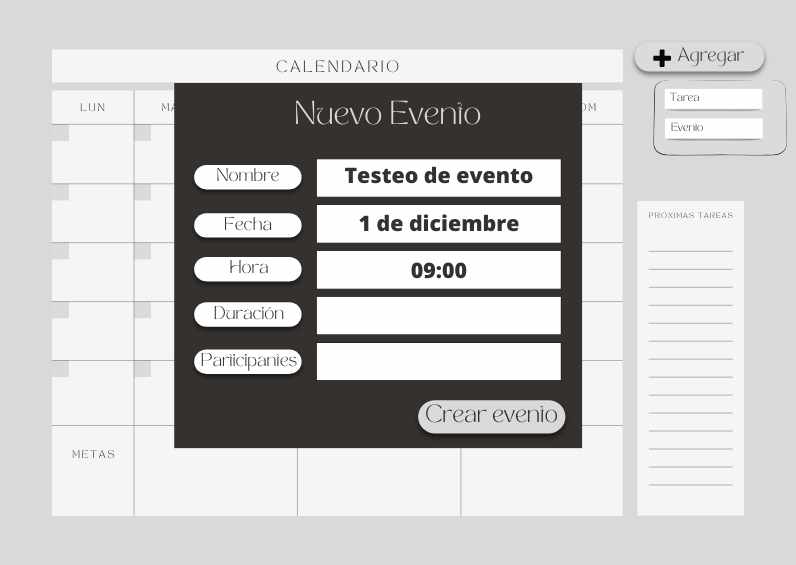 CALENDARIO
Agregar
Tarea
Evento
LUN
MA
OM
Nuevo Evento
Nombre
Testeo de evento
Fecha
1 de diciembre
Hora
09:00
Duración
Participantes
Crear evento
METAS
PROXIMAS TAREAS